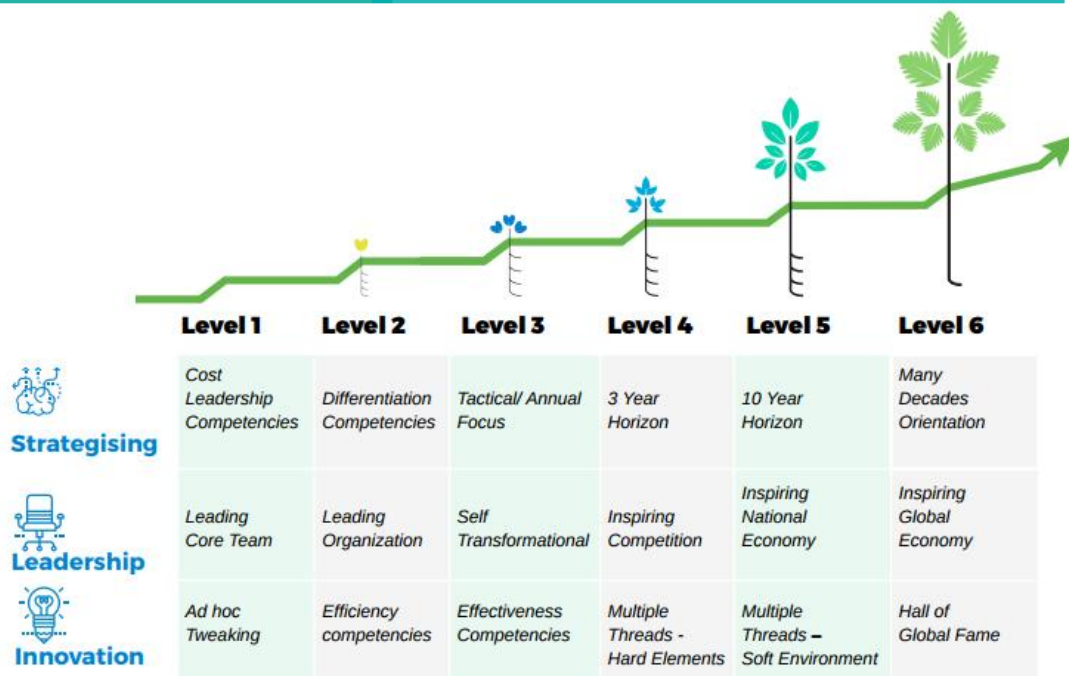 Level 1
Level 2
Level 3
Level 4
Level 5
Level 6
Strategising
Cost
Leadership
Competencies
Differentiation
Competencies
Tactical/ Annual
Focus
3 Year
Horizon
10 Year
Horizon
Many
Decades
Orientation
Leadership
Leading
Core Team
Leading
Organization
Self
Transformational
Inspiring
Competition
Inspiring
National
Economy
Inspiring
Global
Economy
Innovation
Ad hoc
Tweaking
Efficiency
competencies
Effectiveness
Competencies
Multiple
Threads -
Hard Elements
Multiple
Threads –
Soft Environment
Hall of
Global Fame